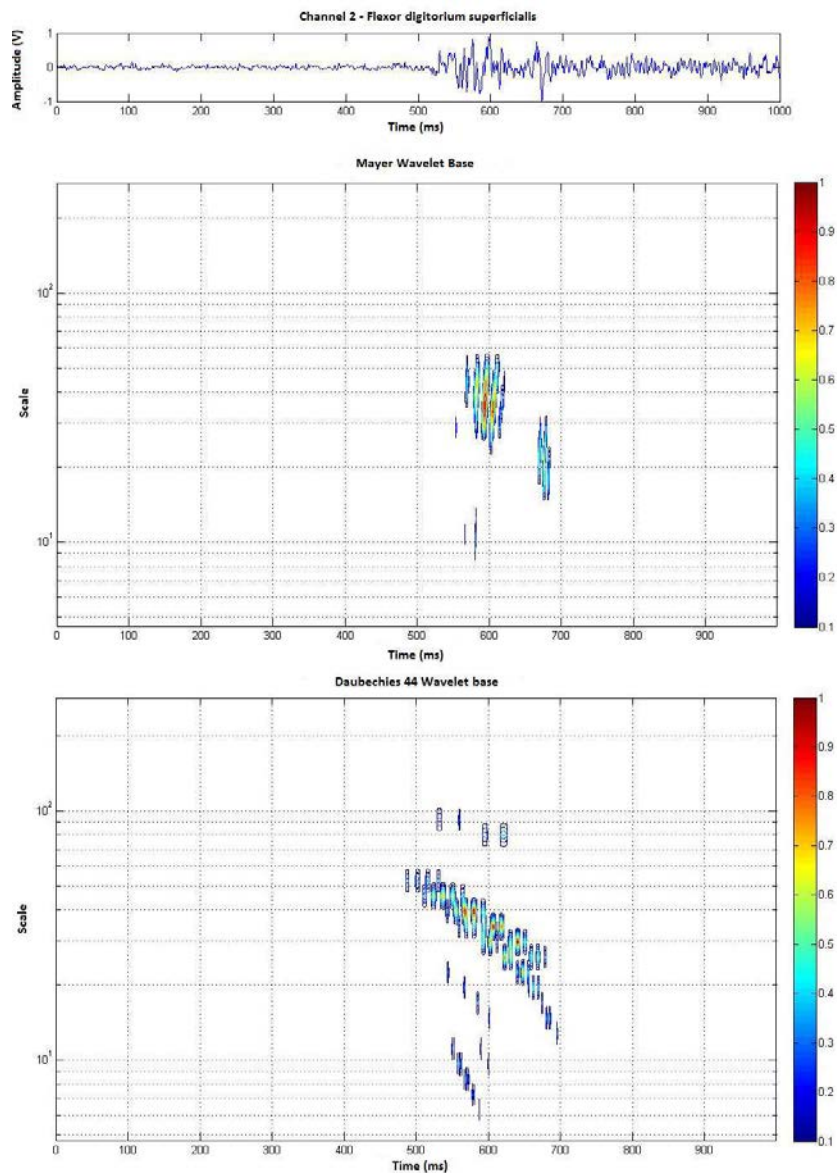 Channel 2 - Flexor digitorium superficialis
Amplitude (V)
1
0
-1
0 100 200 300 400 500 600 700 800 900 1000
Time (ms)
Mayer Wavelet Base
Scale
10²
10¹
0 100 200 300 400 500 600 700 800 900
Time (ms)
1
0.9
0.8
0.7
0.6
0.5
0.4
0.3
0.2
0.1
Daubechies 44 Wavelet base
Scale
10²
10¹
0 100 200 300 400 500 600 700 800 900
Time (ms)
1
0.9
0.8
0.7
0.6
0.5
0.4
0.3
0.2
0.1